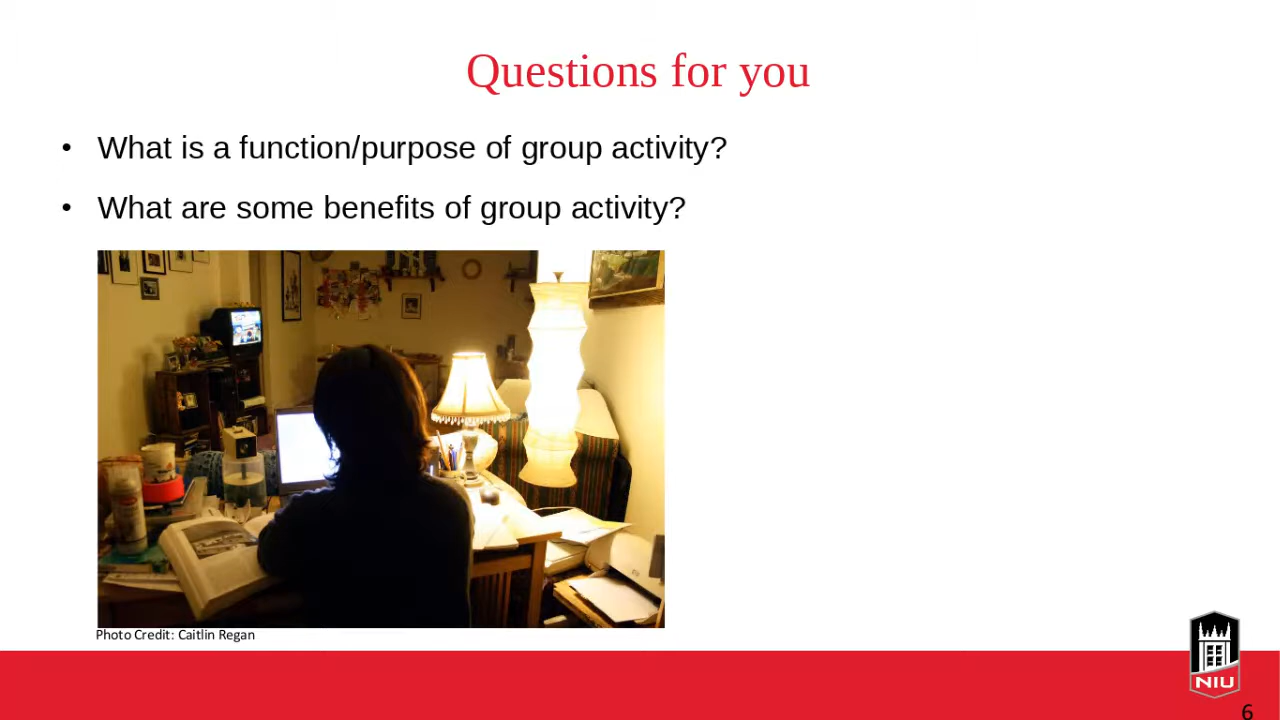 Questions for you
• What is a function/purpose of group activity?
• What are some benefits of group activity?
Photo Credit: Caitlin Regan
NIU
6